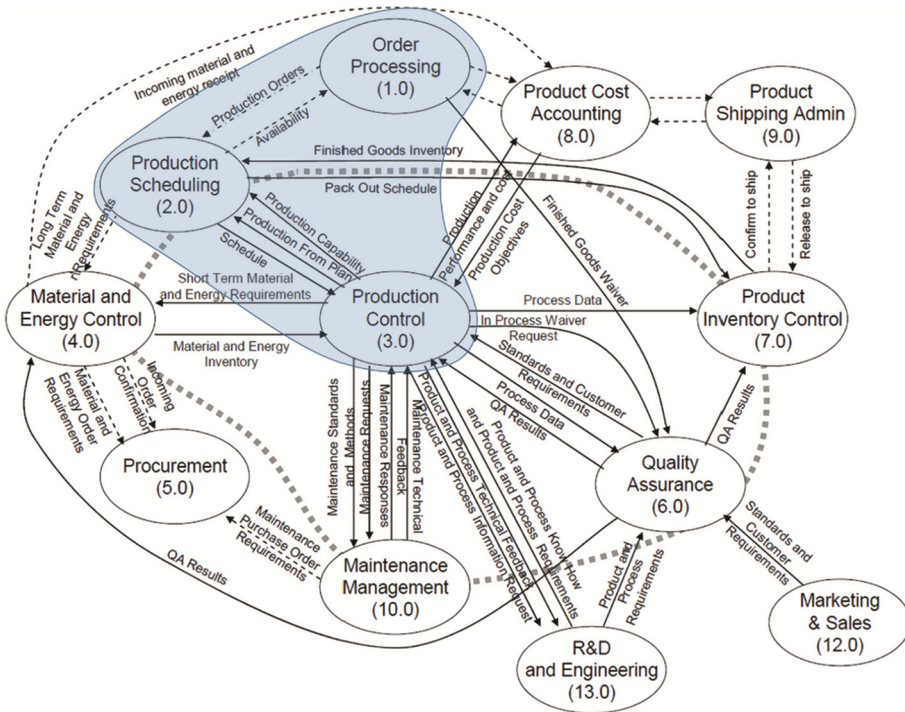 Order
Processing
(1.0)
Incoming material and
energy receipt
Production Orders
Availability
Product Cost
Accounting
(8.0)
Product
Shipping Admin
(9.0)
Production
Scheduling
(2.0)
Finished Goods Inventory
Pack Out Schedule
Long Term
Material and
Energy
nRequirements
Production Capability
Production From Plan
Schedule
Production
Performance and cost
Production Cost
Objectives
Finished Goods Waiver
Confirm to ship
Release to ship
Material and
Energy Control
(4.0)
Short Term Material
and Energy Requirements
Material and Energy
Inventory
Production
Control
(3.0)
Process Data
In Process Waiver
Request
Product
Inventory Control
(7.0)
Standards and Customer
Requirements
Process Data
QA Results
QA Results
Incoming
Order
Confirmation
Material and
Energy Order
Requirements
Procurement
(5.0)
Maintenance Standards
and Methods
Maintenance Requests
Maintenance Responses
Maintenance Technical
Feedback
Product and Process Technical Feedback
Product and Process Information Request
Product and Process Know How
and Product and Process Requirements
Quality
Assurance
(6.0)
Maintenance
Purchase Order
Requirements
QA Results
Maintenance
Management
(10.0)
Product and
Process
Requirements
Standards and
Customer
Requirements
Marketing
& Sales
(12.0)
R&D
and Engineering
(13.0)